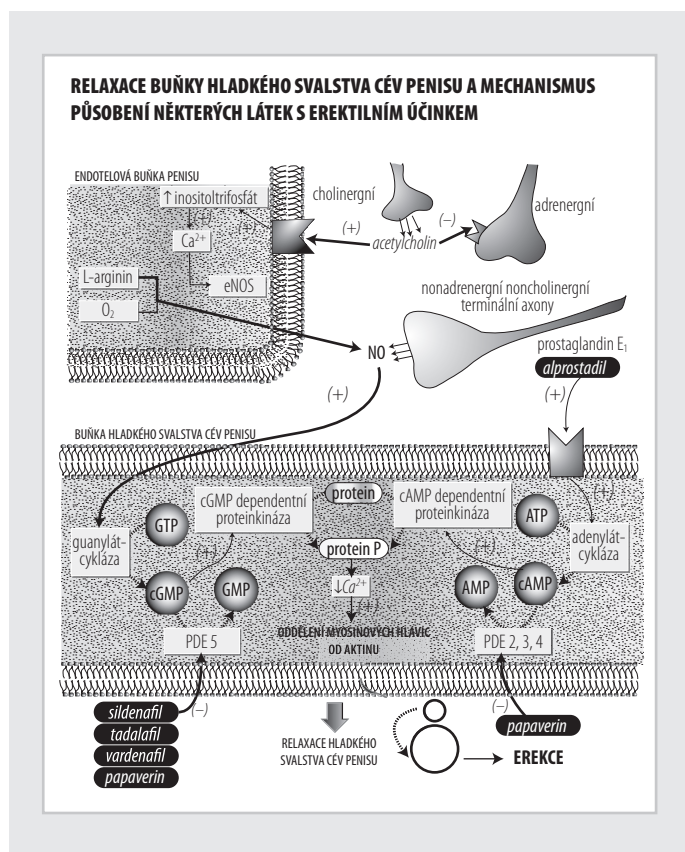 RELAXACE BUŇKY HLADKÉHO SVALSTVA CÉV PENISU A MECHANISMUS
PŮSOBENÍ NĚKTERÝCH LÁTEK S EREKTILNÍM ÚČINKEM
ENDOTELOVÁ BUŇKA PENISU
↑ inositoltrifosfát
(+)
(+)
Ca²⁺
L-arginin
O₂
eNOS
cholinergní
adrenergní
(+)
(–)
acetylcholin
nonadrenergní noncholinergní
terminální axony
NO
prostaglandin E₁
alprostadil
(+)
(+)
BUŇKA HLADKÉHO SVALSTVA CÉV PENISU
(+)
guanylát-
cykláza
GTP
cGMP dependentní
proteinkináza
(+)
cGMP
GMP
PDE 5
protein
protein P
↓Ca²⁺
(+)
ODDĚLENÍ MYOSINOVÝCH HLAVIC
OD AKTINU
cAMP dependentní
proteinkináza
ATP
(+)
adenylát-
cykláza
AMP
cAMP
PDE 2, 3, 4
(–)
sildenafil
tadalafil
vardenafil
papaverin
RELAXACE HLADKÉHO
SVALSTVA CÉV PENISU
(–)
papaverin
EREKCE